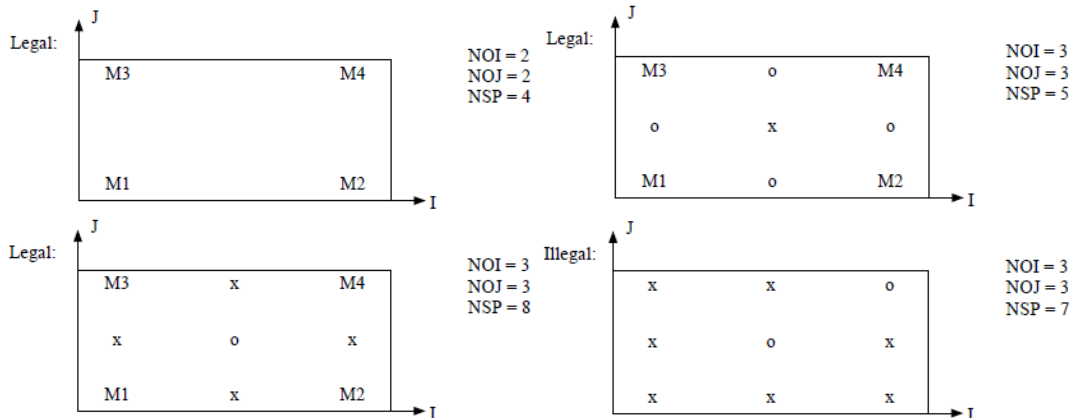 J
Legal:
M3 M4
M1 M2
I
NOI = 2
NOJ = 2
NSP = 4
J
Legal:
M3 o M4
o x o
M1 o M2
I
NOI = 3
NOJ = 3
NSP = 5
J
Legal:
M3 x M4
x o x
M1 x M2
I
NOI = 3
NOJ = 3
NSP = 8
J
Illegal:
x x o
x o x
x x x
I
NOI = 3
NOJ = 3
NSP = 7